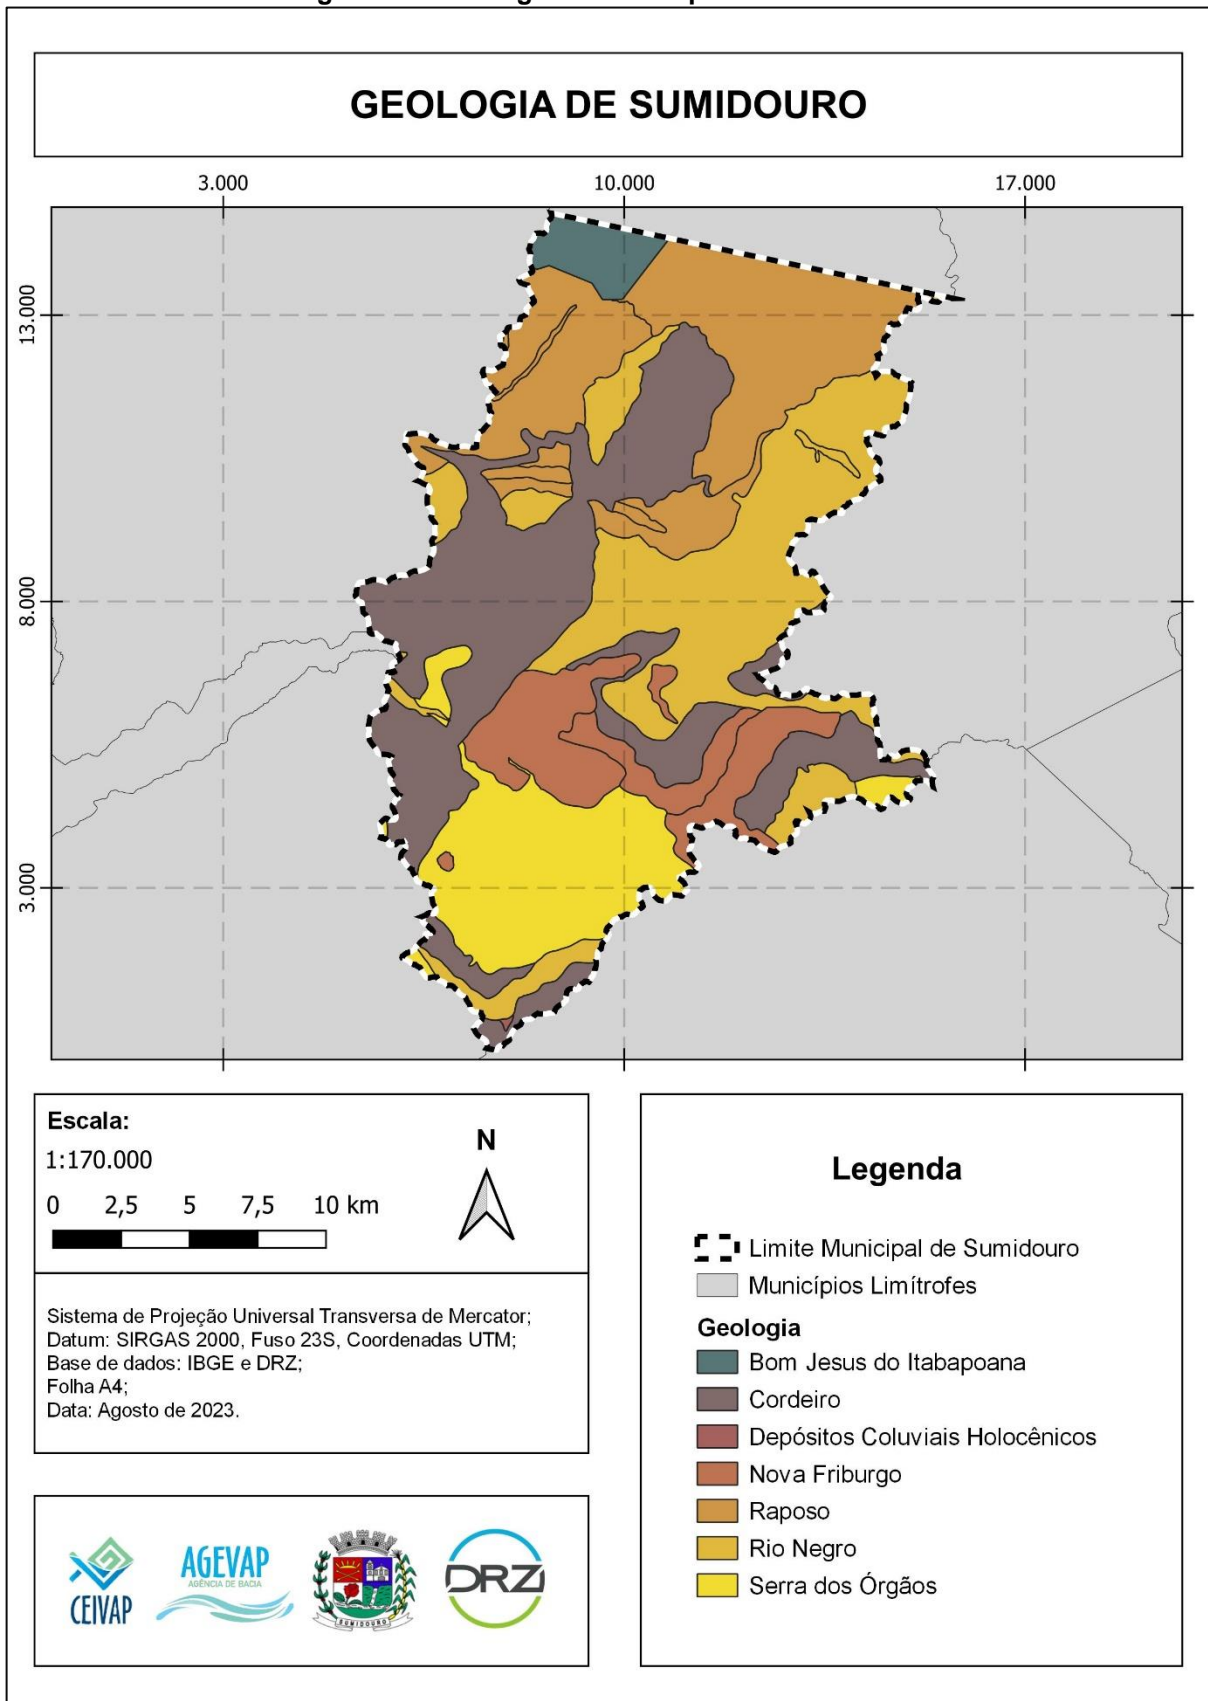 GEOLOGIA DE SUMIDOURO
3.000 10.000 17.000
13.000
8.000
3.000
Escala:
1:170.000
0 2,5 5 7,5 10 km
N
Sistema de Projeção Universal Transversa de Mercator;
Datum: SIRGAS 2000, Fuso 23S, Coordenadas UTM;
Base de dados: IBGE e DRZ;
Folha A4;
Data: Agosto de 2023.
Legenda
Limite Municipal de Sumidouro
Municípios Limítrofes
Geologia
Bom Jesus do Itabapoana
Cordeiro
Depósitos Coluviais Holocênicos
Nova Friburgo
Raposo
Rio Negro
Serra dos Órgãos
CEIVAP
AGEVAP
AGÊNCIA DE BACIA
SUMIDOURO
DRZ